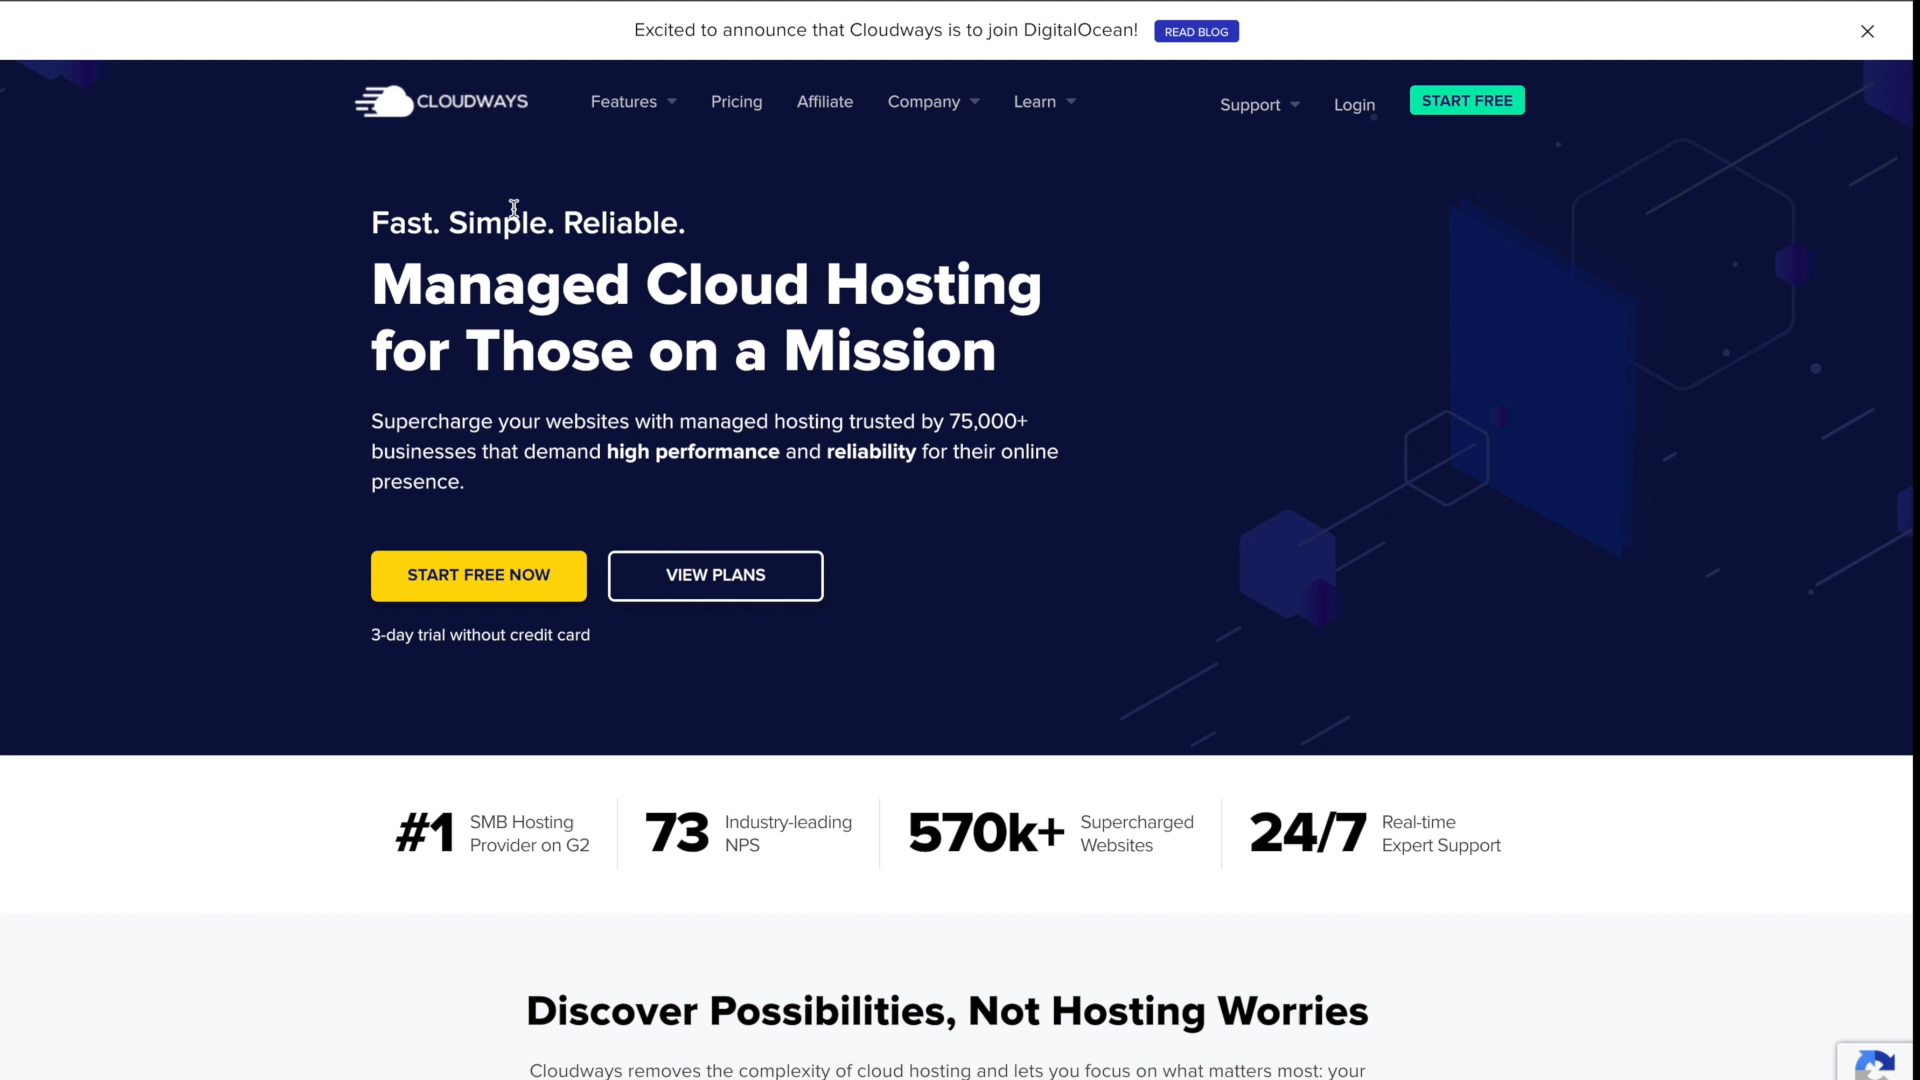 Excited to announce that Cloudways is to join DigitalOcean! READ BLOG
CLOUDWAYS Features Pricing Affiliate Company Learn Support Login START FREE
Fast. Simple. Reliable.
Managed Cloud Hosting
for Those on a Mission
Supercharge your websites with managed hosting trusted by 75,000+
businesses that demand high performance and reliability for their online
presence.
START FREE NOW VIEW PLANS
3-day trial without credit card
#1 SMB Hosting
Provider on G2
73 Industry-leading
NPS
570k+ Supercharged
Websites
24/7 Real-time
Expert Support
Discover Possibilities, Not Hosting Worries
Cloudways removes the complexity of cloud hosting and lets you focus on what matters most: your